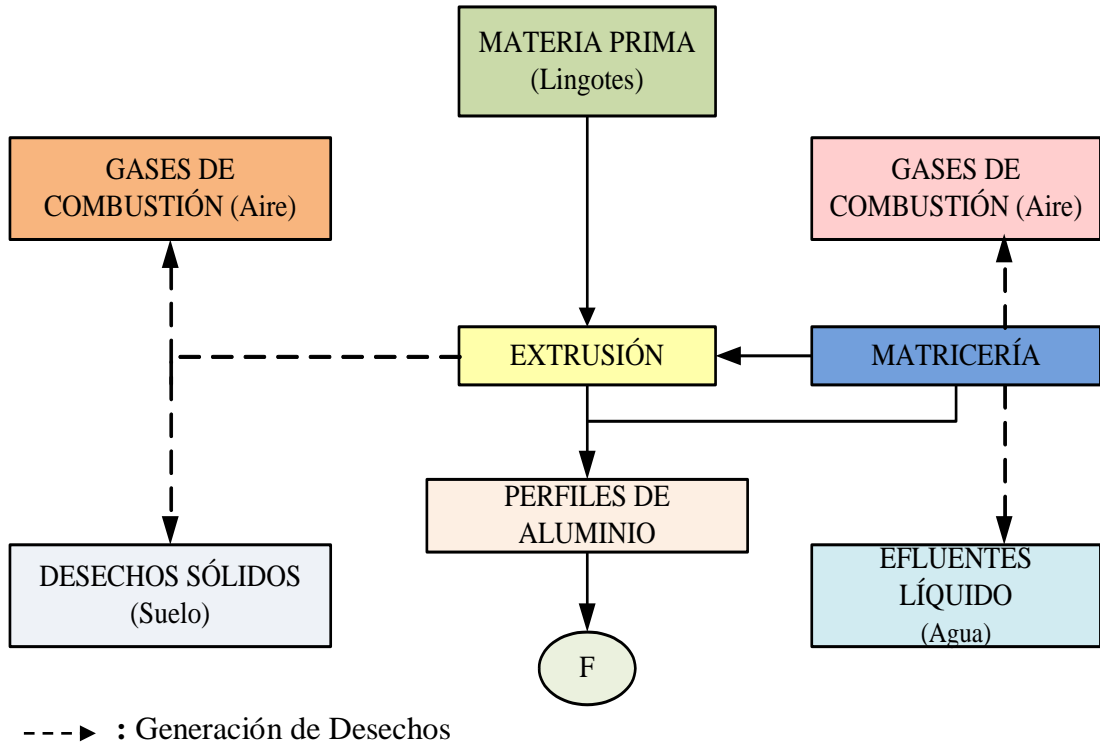 MATERIA PRIMA
(Lingotes)
GASES DE
COMBUSTIÓN (Aire)
GASES DE
COMBUSTIÓN (Aire)
EXTRUSIÓN
MATRICERÍA
PERFILES DE
ALUMINIO
DESECHOS SÓLIDOS
(Suelo)
EFLUENTES
LÍQUIDO
(Agua)
F
: Generación de Desechos